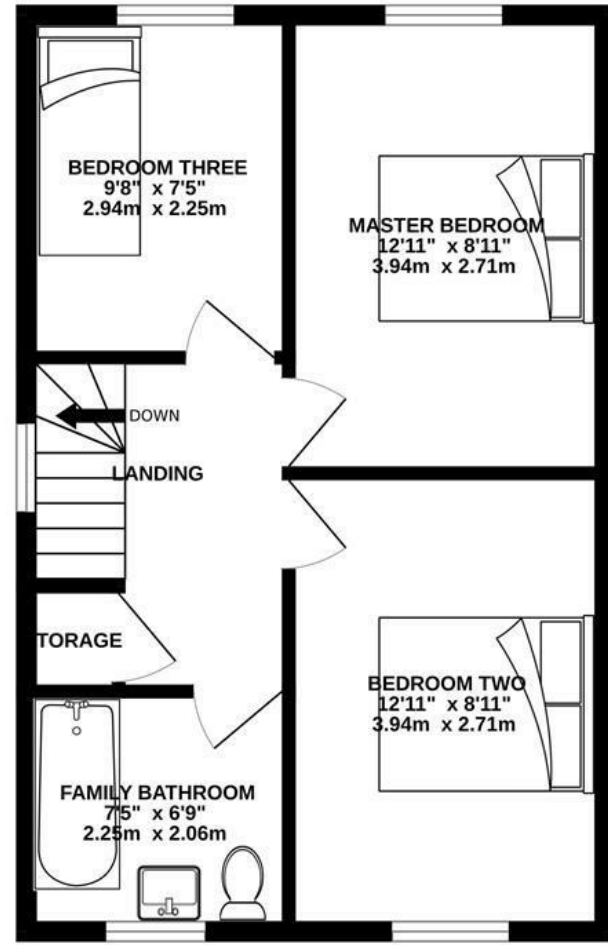 BEDROOM THREE
9'8" x 7'5"
2.94m x 2.25m
MASTER BEDROOM
12'11" x 8'11"
3.94m x 2.71m
DOWN
LANDING
TORAGE
BEDROOM TWO
12'11" x 8'11"
3.94m x 2.71m
FAMILY BATHROOM
7'5" x 6'9"
2.25m x 2.06m